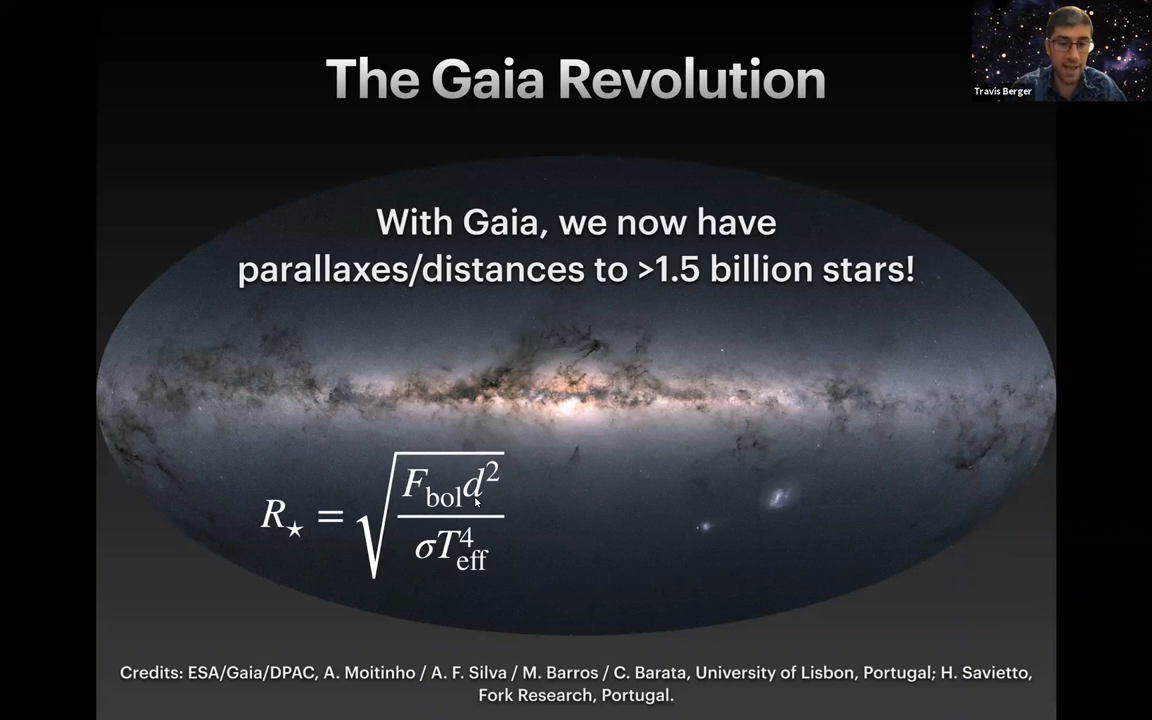 The Gaia Revolution
Travis Berger
With Gaia, we now have
parallaxes/distances to >1.5 billion stars!
R⋆ = √(F_bol d² / σT⁴_eff)
Credits: ESA/Gaia/DPAC, A. Moitinho / A. F. Silva / M. Barros / C. Barata, University of Lisbon, Portugal; H. Savietto,
Fork Research, Portugal.